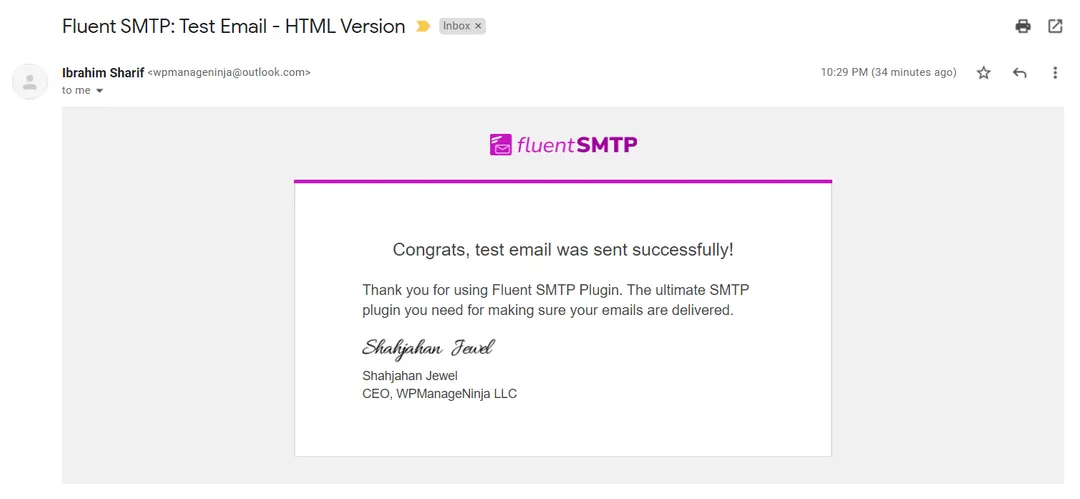 Fluent SMTP: Test Email - HTML Version
Inbox ×
Ibrahim Sharif <wpmanageninja@outlook.com>
10:29 PM (34 minutes ago)
to me
fluentSMTP
Congrats, test email was sent successfully!
Thank you for using Fluent SMTP Plugin. The ultimate SMTP
plugin you need for making sure your emails are delivered.
Shahjahan Jewel
Shahjahan Jewel
CEO, WPManageNinja LLC